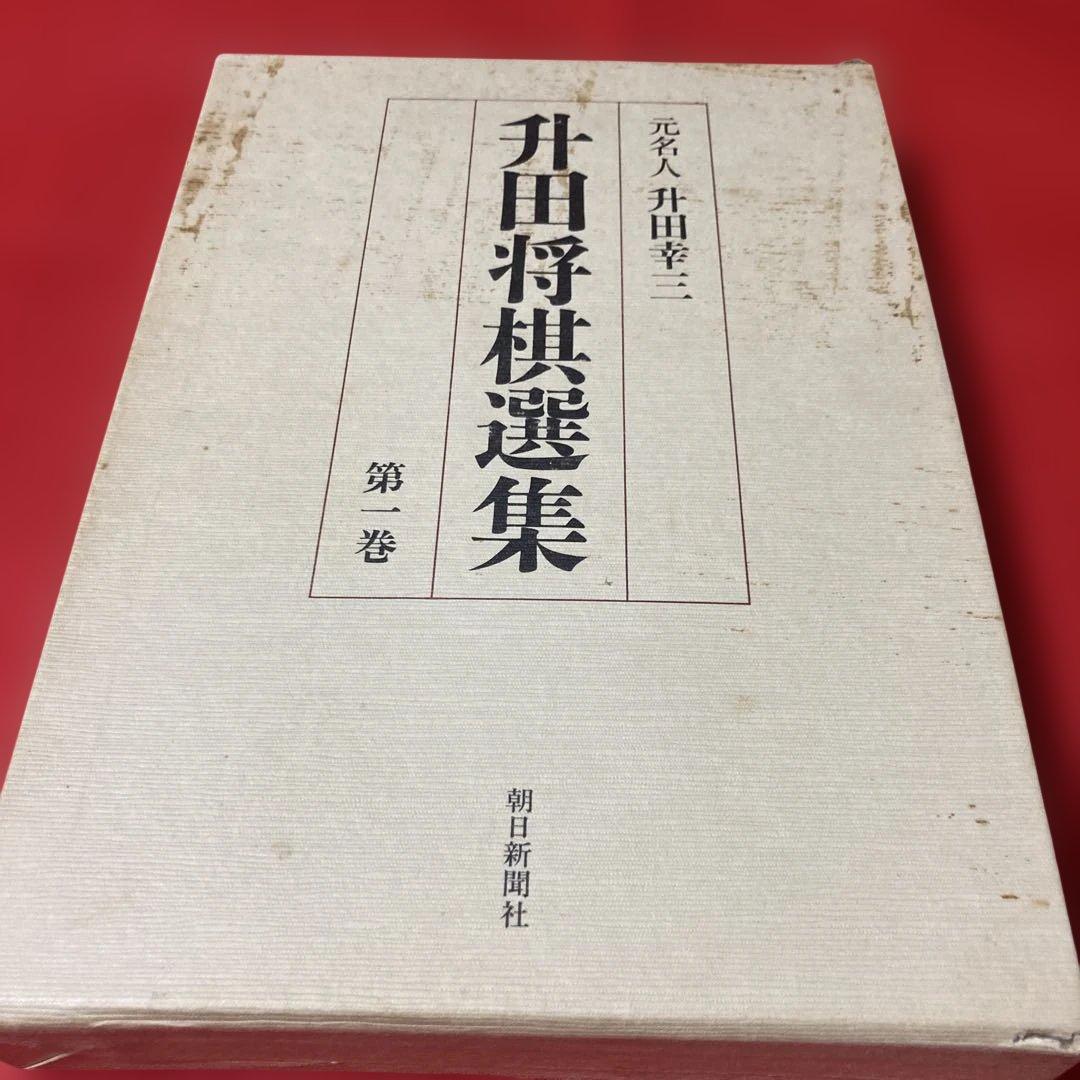 元名人 升田幸三
升田将棋選集
第一巻
朝日新聞社